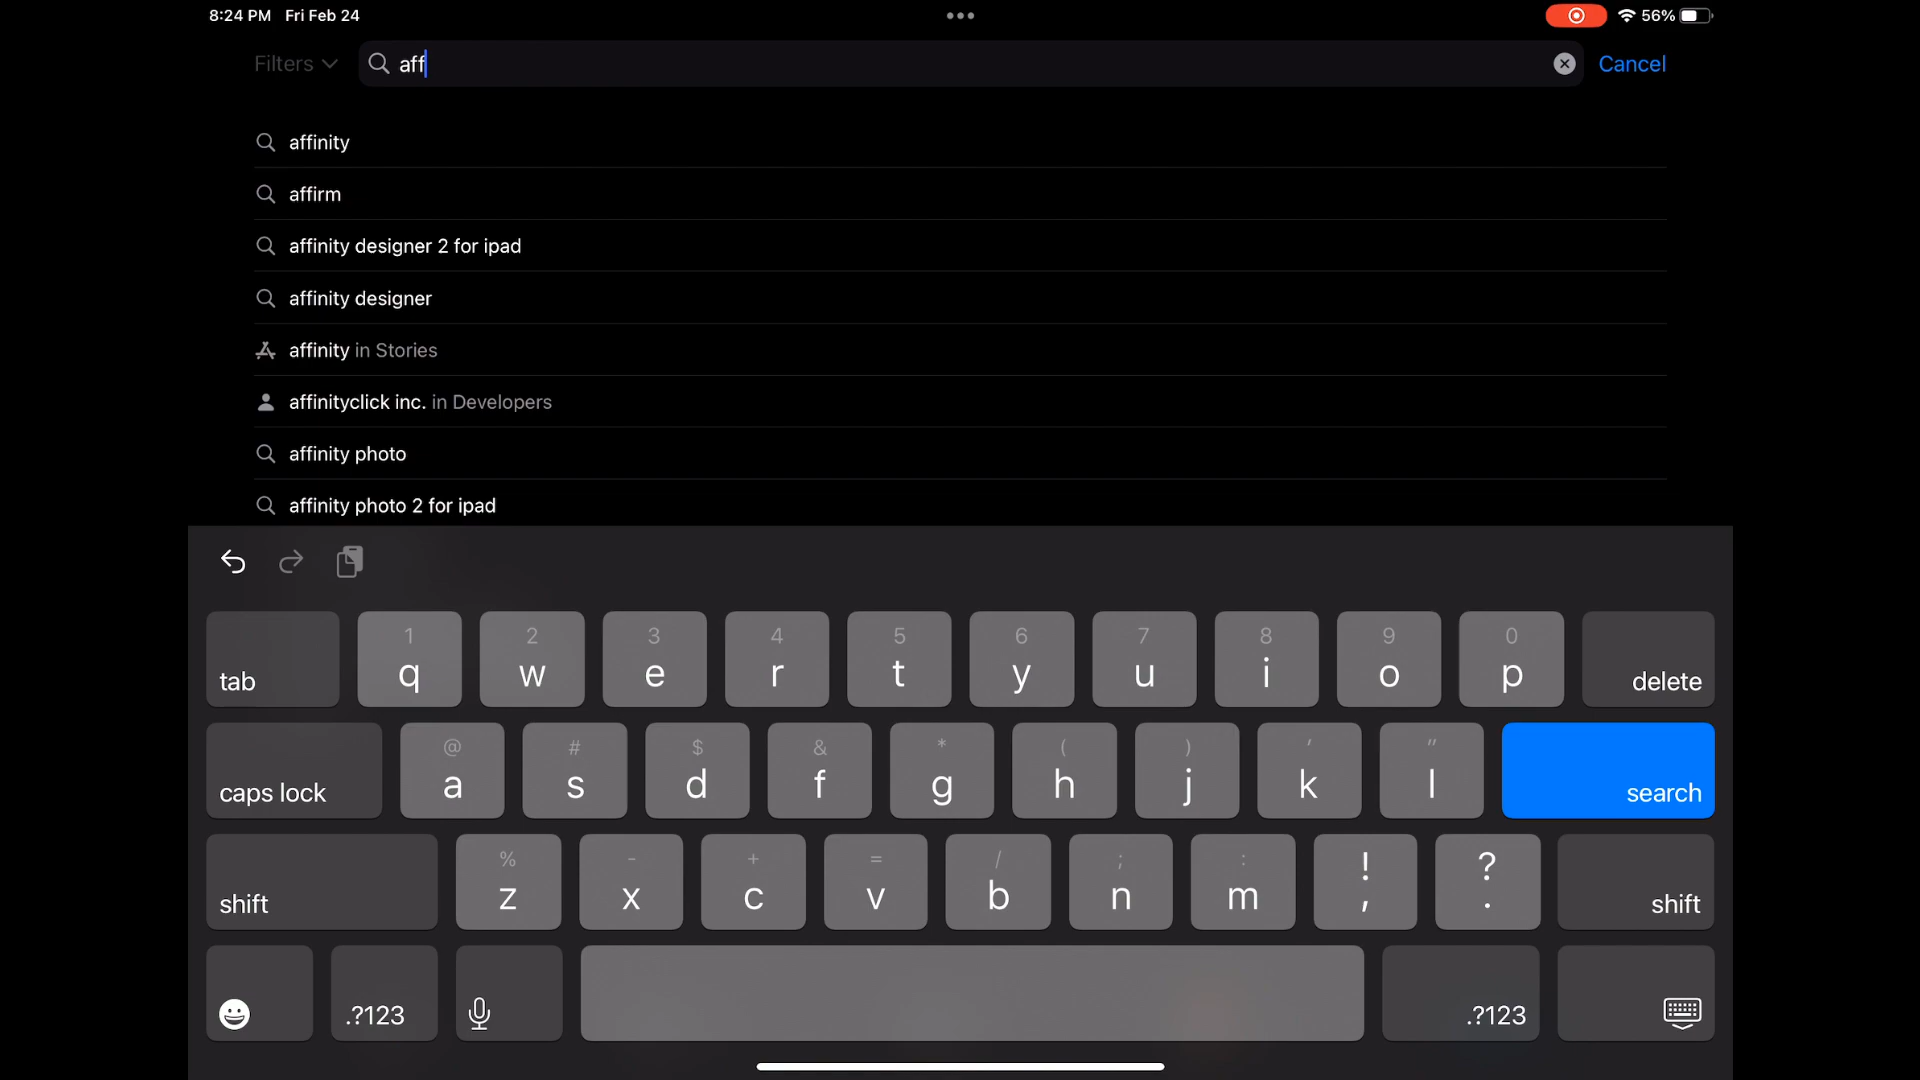 8:24 PM Fri Feb 24 56%
Filters aff Cancel
affinity
affirm
affinity designer 2 for ipad
affinity designer
affinity in Stories
affinityclick inc. in Developers
affinity photo
affinity photo 2 for ipad
1 2 3 4 5 6 7 8 9 0
tab q w e r t y u i o p delete
@ # $ & * ( ) ' "
caps lock a s d f g h j k l search
% - + = / ; : ! ?
shift z x c v b n m , . shift
.?123 .?123